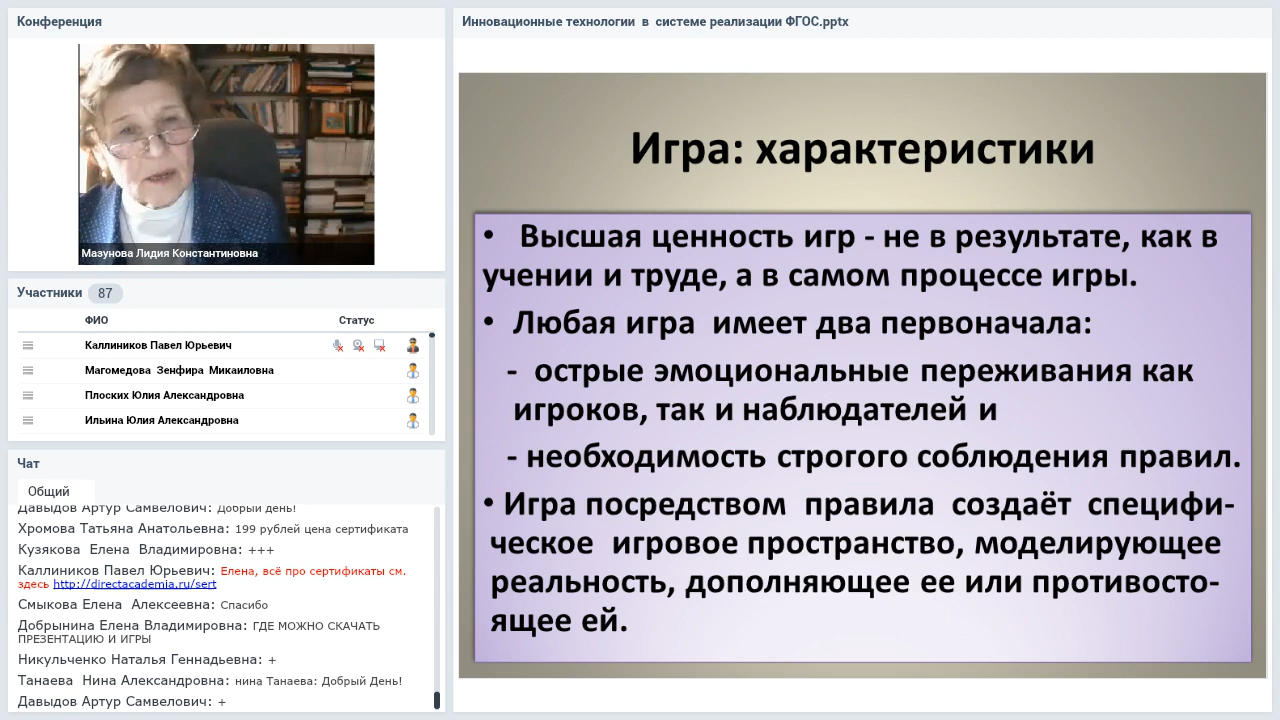 Конференция
Мазунова Лидия Константиновна
Участники 87
ФИО Статус
Каллиников Павел Юрьевич
Магомедова Зенфира Микаиловна
Плоских Юлия Александровна
Ильина Юлия Александровна
Чат
Общий
Давыдов Артур Самвелович: Добрый день!
Хромова Татьяна Анатольевна: 199 рублей цена сертификата
Кузякова Елена Владимировна: +++
Каллиников Павел Юрьевич: Елена, всё про сертификаты см.
здесь http://directacademia.ru/sert
Смыкова Елена Алексеевна: Спасибо
Добрынина Елена Владимировна: ГДЕ МОЖНО СКАЧАТЬ
ПРЕЗЕНТАЦИЮ И ИГРЫ
Никульченко Наталья Геннадьевна: +
Танаева Нина Александровна: нина Танаева: Добрый День!
Давыдов Артур Самвелович: +
Инновационные технологии в системе реализации ФГОС.pptx
Игра: характеристики
• Высшая ценность игр - не в результате, как в
учении и труде, а в самом процессе игры.
• Любая игра имеет два первоначала:
- острые эмоциональные переживания как
игроков, так и наблюдателей и
- необходимость строгого соблюдения правил.
• Игра посредством правила создаёт специфи-
ческое игровое пространство, моделирующее
реальность, дополняющее ее или противосто-
ящее ей.